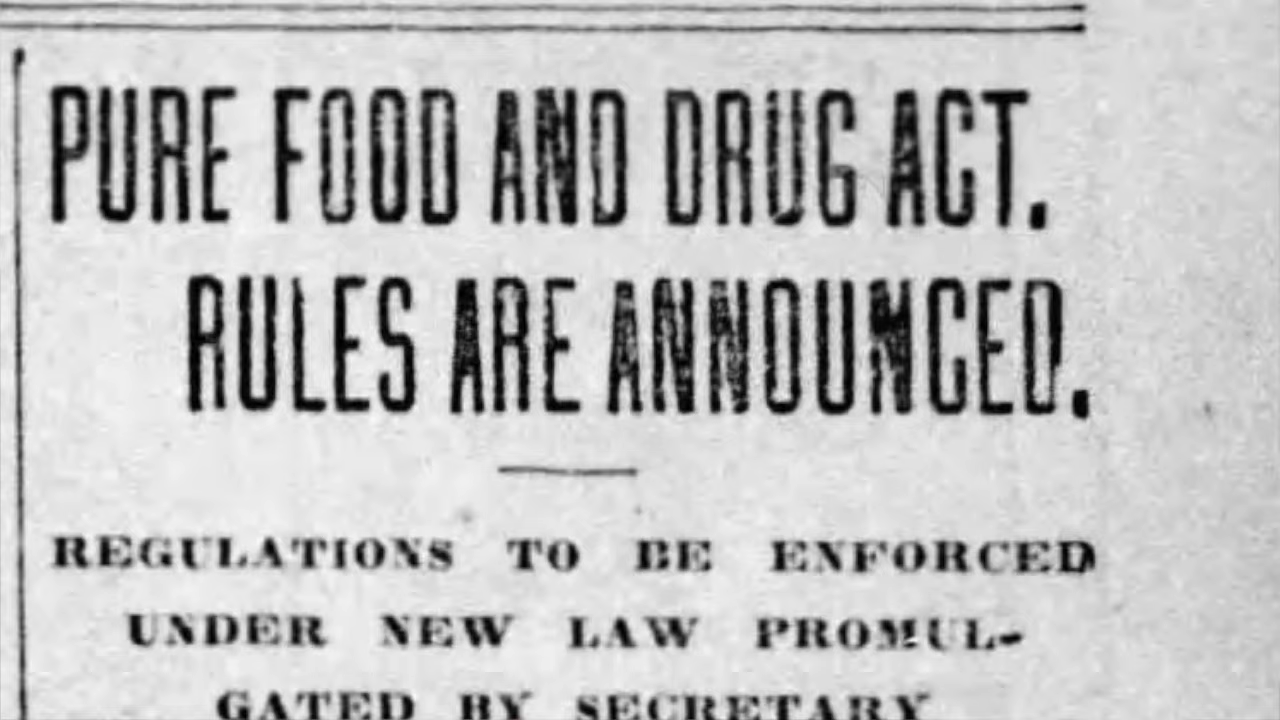 PURE FOOD AND DRUG ACT.
RULES ARE ANNOUNCED.
REGULATIONS TO BE ENFORCED
UNDER NEW LAW PROMUL-
GATED BY SECRETARY